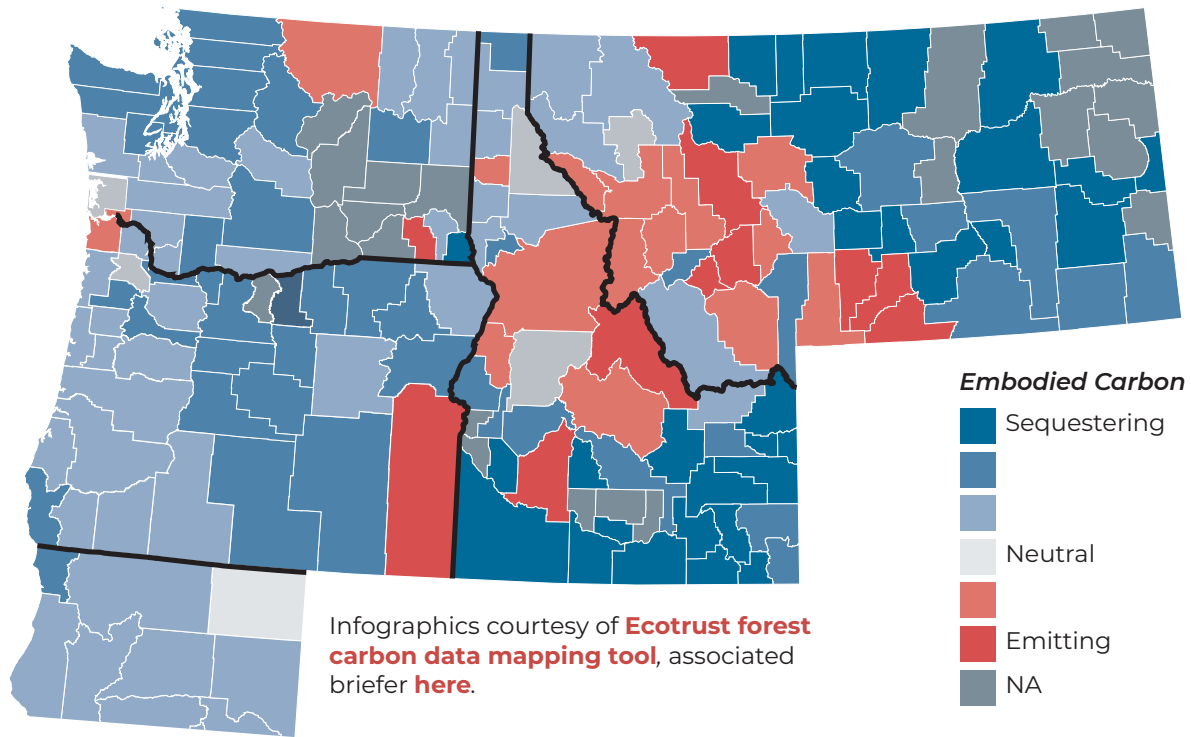 Embodied Carbon
Sequestering
Neutral
Emitting
NA
Infographics courtesy of Ecotrust forest
carbon data mapping tool, associated
briefer here.